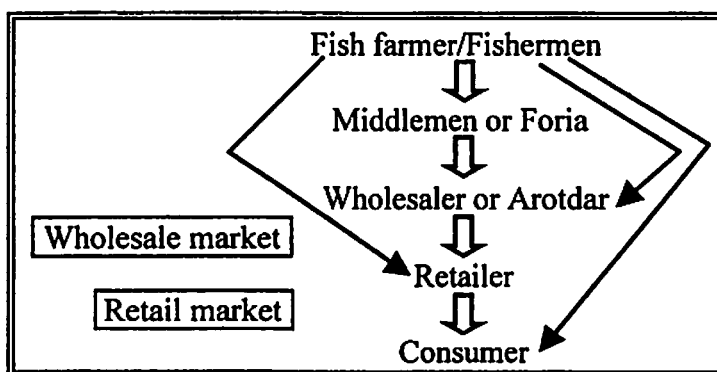 Fish farmer/Fishermen
Middlemen or Foria
Wholesaler or Arotdar
Wholesale market
Retailer
Retail market
Consumer